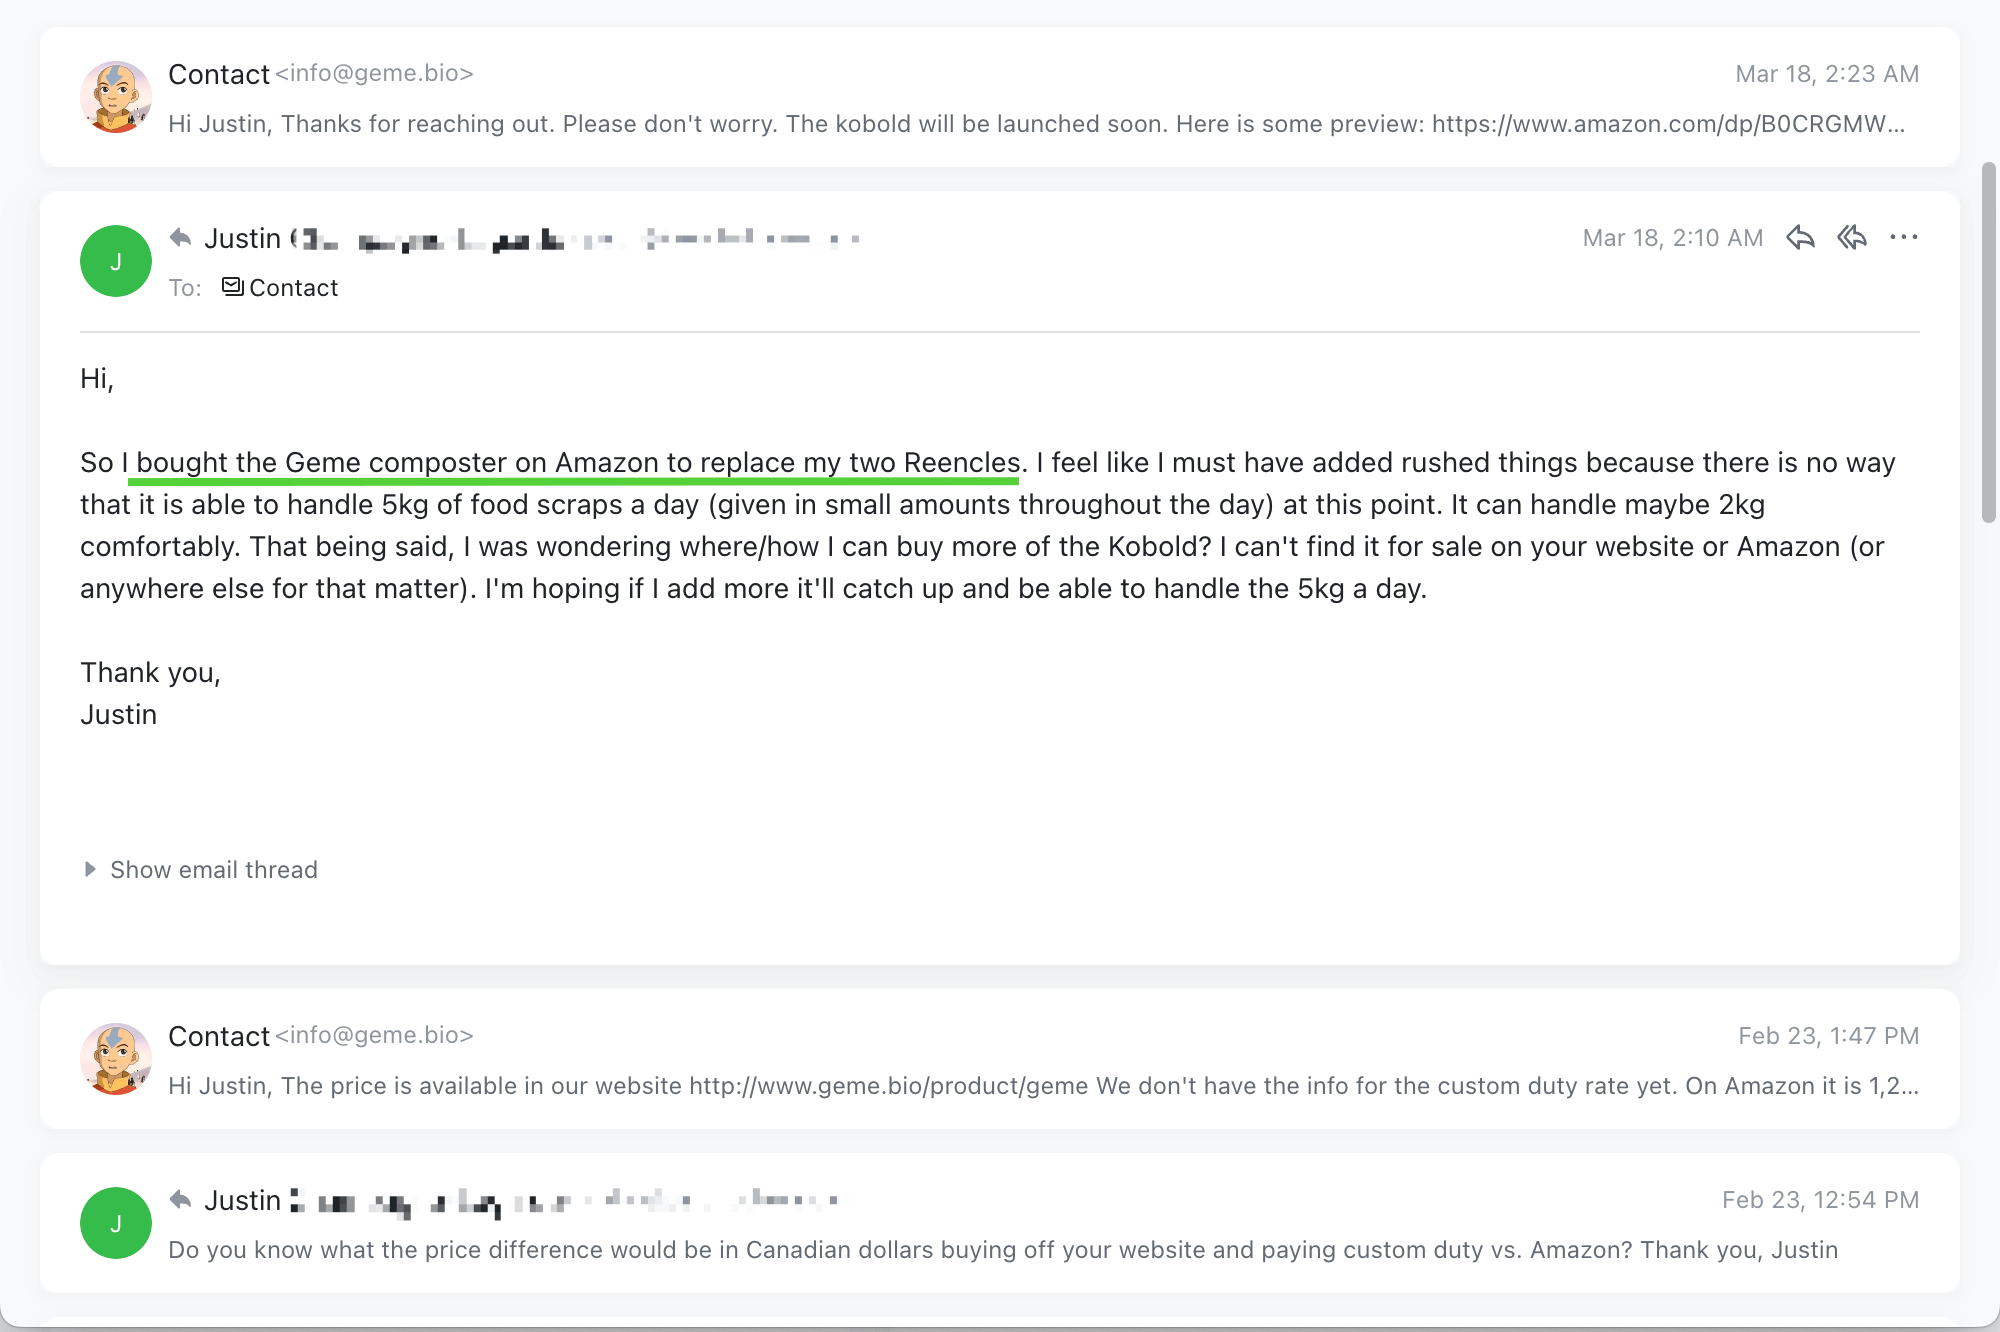 Contact <info@geme.bio> Mar 18, 2:23 AM
Hi Justin, Thanks for reaching out. Please don't worry. The kobold will be launched soon. Here is some preview: https://www.amazon.com/dp/B0CRGMW...
J
Justin Mar 18, 2:10 AM
To: Contact
Hi,
So I bought the Geme composter on Amazon to replace my two Reencles. I feel like I must have added rushed things because there is no way
that it is able to handle 5kg of food scraps a day (given in small amounts throughout the day) at this point. It can handle maybe 2kg
comfortably. That being said, I was wondering where/how I can buy more of the Kobold? I can't find it for sale on your website or Amazon (or
anywhere else for that matter). I'm hoping if I add more it'll catch up and be able to handle the 5kg a day.
Thank you,
Justin
Show email thread
Contact <info@geme.bio> Feb 23, 1:47 PM
Hi Justin, The price is available in our website http://www.geme.bio/product/geme We don't have the info for the custom duty rate yet. On Amazon it is 1,2...
J
Justin Feb 23, 12:54 PM
Do you know what the price difference would be in Canadian dollars buying off your website and paying custom duty vs. Amazon? Thank you, Justin